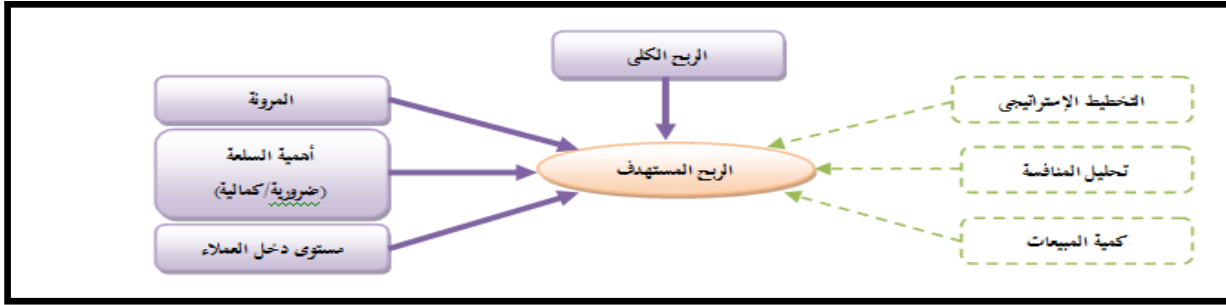 الربح الكلى
المرونة
التخطيط الإستراتيجى
أهمية السلعة
(ضرورية/كمالية)
الربح المستهدف
تحليل المنافسة
مستوى دخل العملاء
كمية المبيعات